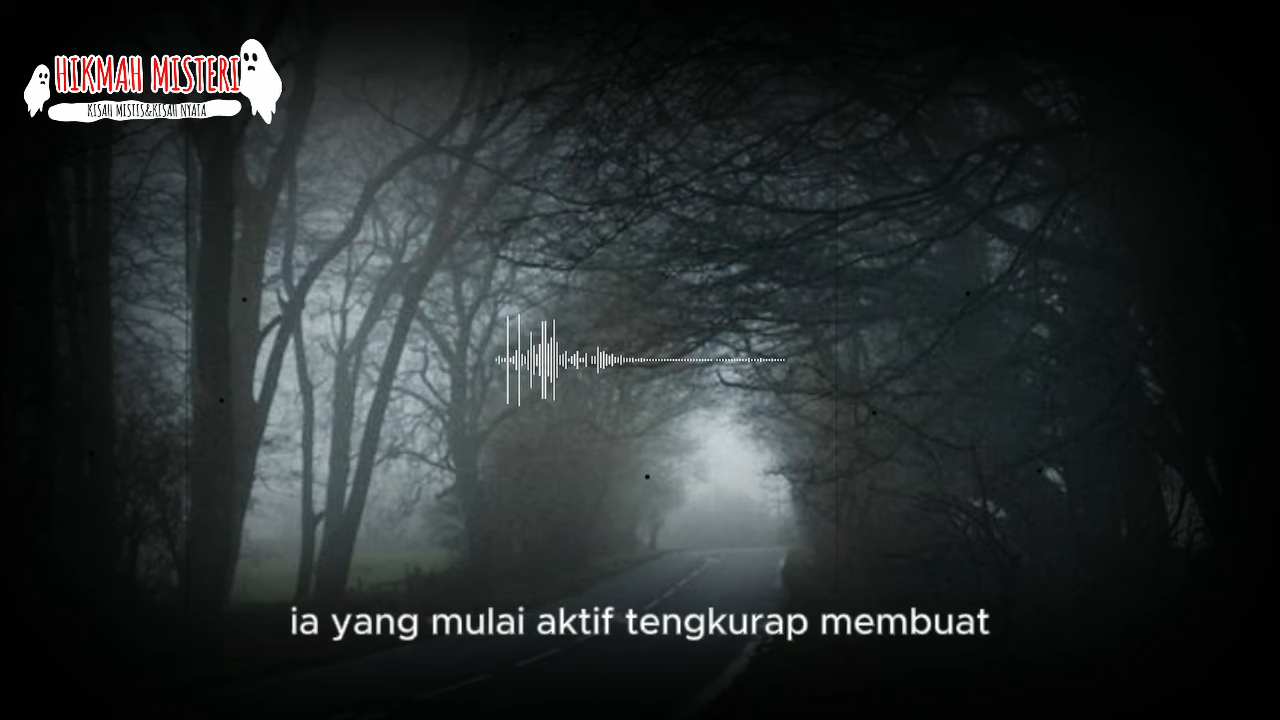 HIKMAH MISTERI
KISAH MISTIS&KISAH NYATA
ia yang mulai aktif tengkurap membuat